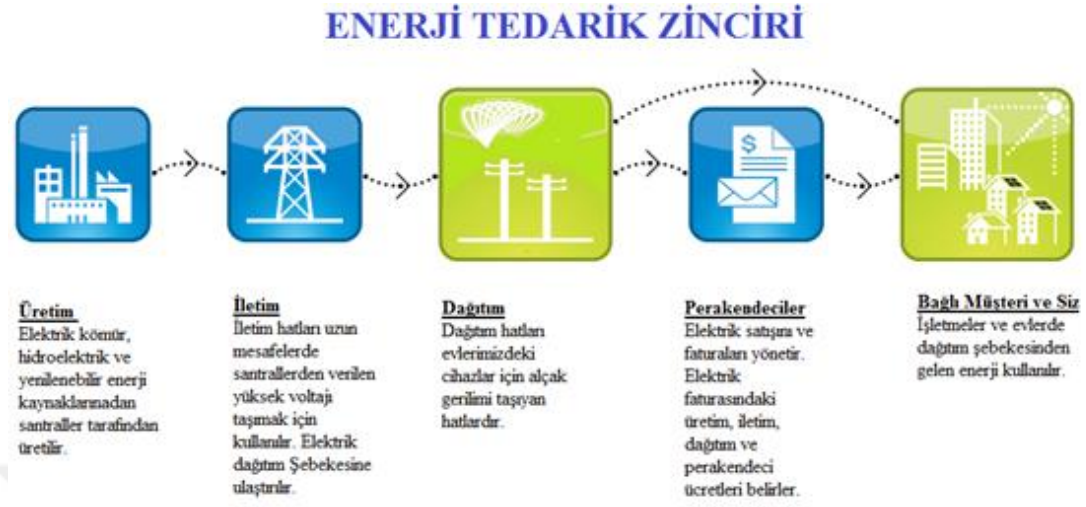 ENERJİ TEDARİK ZİNCİRİ
$
Üretim
Elektrik kömür,
hidroelektrik ve
yenilenebilir enerji
kaynaklarınadan
santraller tarafından
üretilir.
İletim
İletim hatları uzun
mesafelerde
santrallerden verilen
yüksek voltajı
taşımak için
kullanılır. Elektrik
dağıtım Şebekesine
ulaştırılır.
Dağıtım
Dağıtım hatları
evlerimizdeki
cihazlar için alçak
gerilimi taşıyan
hatlardır.
Perakendeciler
Elektrik satışını ve
faturaları yönetir.
Elektrik
faturasındaki
üretim, iletim,
dağıtım ve
perakendeci
ücretleri belirler.
Bağlı Müşteri ve Siz
İşletmeler ve evlerde
dağıtım şebekesinden
gelen enerji kullanılır.